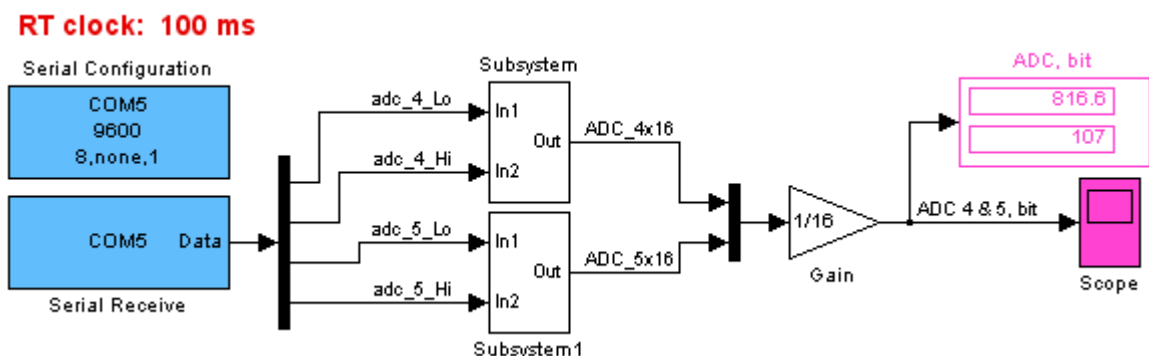 RT clock: 100 ms
Serial Configuration
COM5
9600
8,none,1
COM5 Data
Serial Receive
adc_4_Lo
adc_4_Hi
adc_5_Lo
adc_5_Hi
Subsystem
In1
Out
In2
In1
Out
In2
Subsystem1
ADC_4x16
ADC_5x16
1/16
Gain
ADC, bit
816.6
107
ADC 4 & 5, bit
Scope